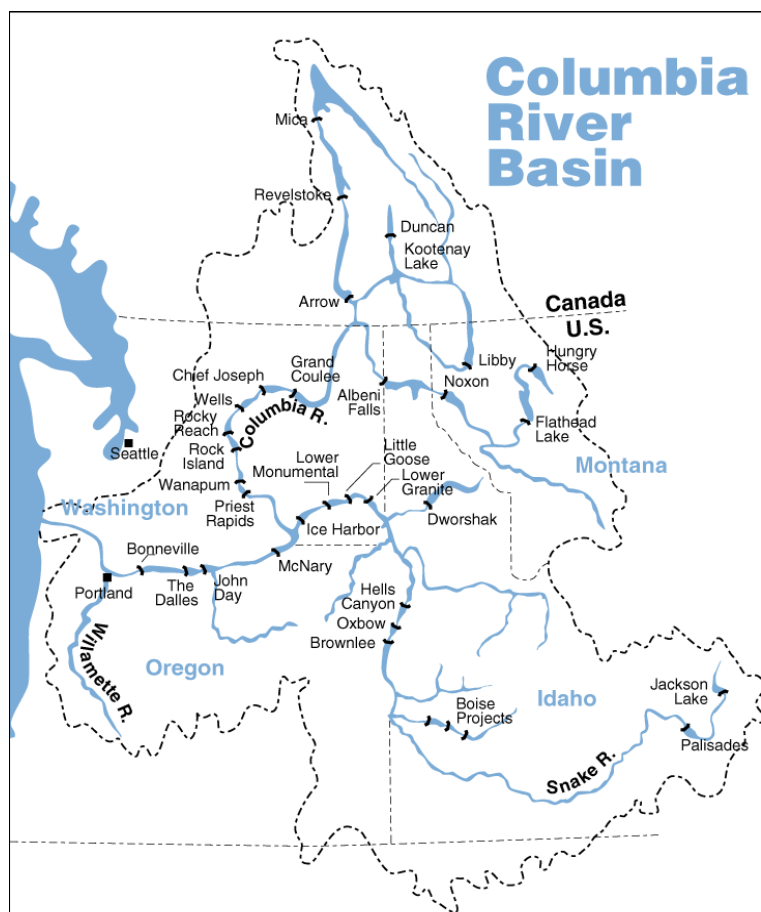 Columbia
River
Basin
Mica
Revelstoke
Duncan
Kootenay
Lake
Arrow
Canada
U.S.
Hungry
Horse
Libby
Noxon
Grand
Coulee
Chief Joseph
Albeni
Falls
Wells
Rocky
Reach
Columbia R.
Flathead
Lake
Seattle
Rock
Island
Lower
Monumental
Little
Goose
Lower
Granite
Montana
Wanapum
Washington
Priest
Rapids
Ice Harbor
Dworshak
Bonneville
McNary
Portland
The
Dalles
John
Day
Hells
Canyon
Oxbow
Brownlee
Willamette R.
Oregon
Idaho
Jackson
Lake
Boise
Projects
Palisades
Snake R.